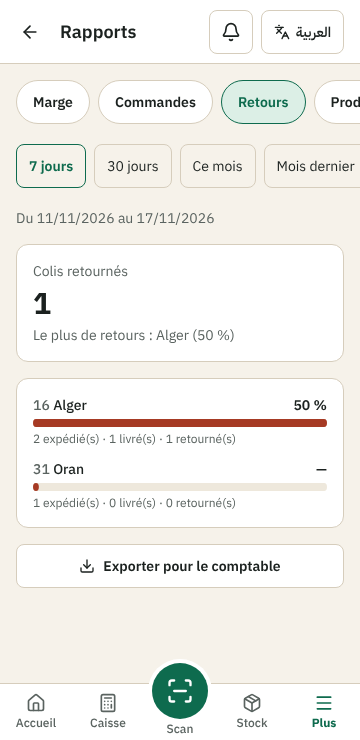 Rapports
العربية
Marge
Commandes
Retours
Prod
7 jours
30 jours
Ce mois
Mois dernier
Du 11/11/2026 au 17/11/2026
Colis retournés
1
Le plus de retours : Alger (50 %)
16 Alger
50 %
2 expédié(s) · 1 livré(s) · 1 retourné(s)
31 Oran
—
1 expédié(s) · 0 livré(s) · 0 retourné(s)
Exporter pour le comptable
Accueil
Caisse
Scan
Stock
Plus